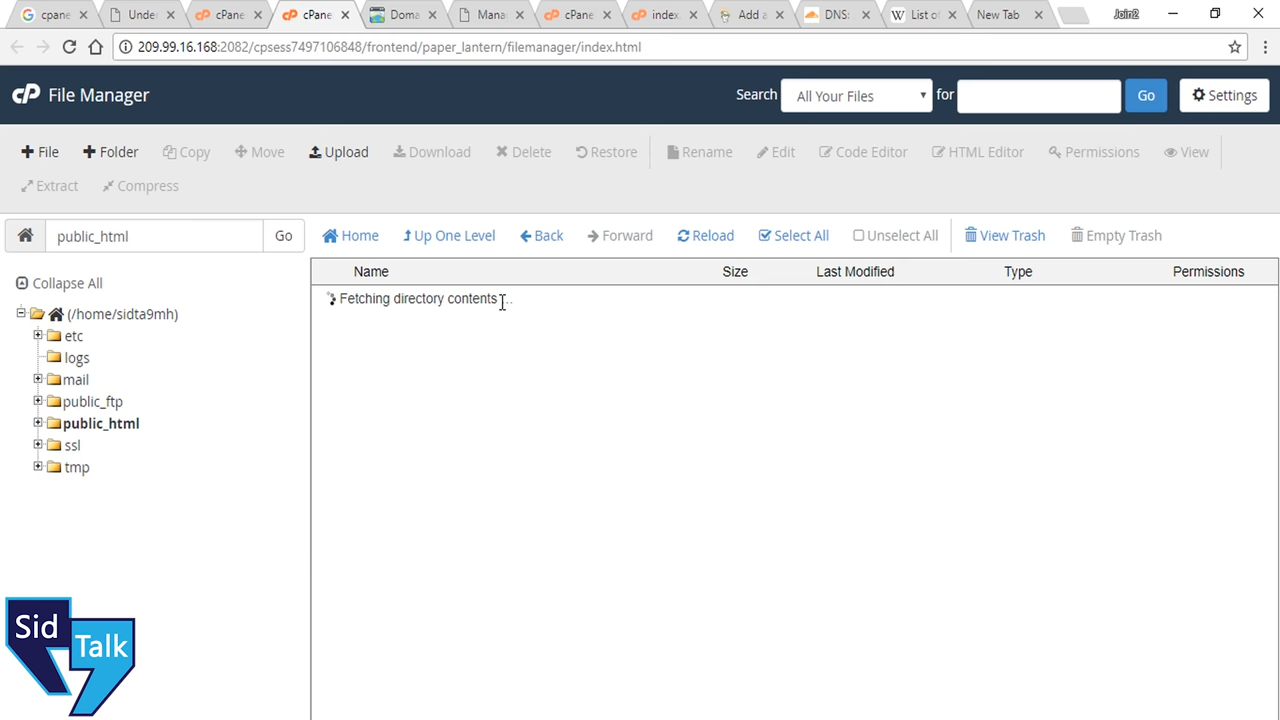 cpane
Under
cPane
cPane
Doma
Mana
cPane
index.
Add a
DNS:
List of
New Tab
Join2
209.99.16.168:2082/cpsess7497106848/frontend/paper_lantern/filemanager/index.html
cP File Manager
Search All Your Files for Go Settings
+ File + Folder Copy Move Upload Download Delete Restore Rename Edit Code Editor HTML Editor Permissions View
Extract Compress
public_html Go Home Up One Level Back Forward Reload Select All Unselect All View Trash Empty Trash
Name Size Last Modified Type Permissions
Collapse All
Fetching directory contents ...
(/home/sidta9mh)
etc
logs
mail
public_ftp
public_html
ssl
tmp
Sid
Talk